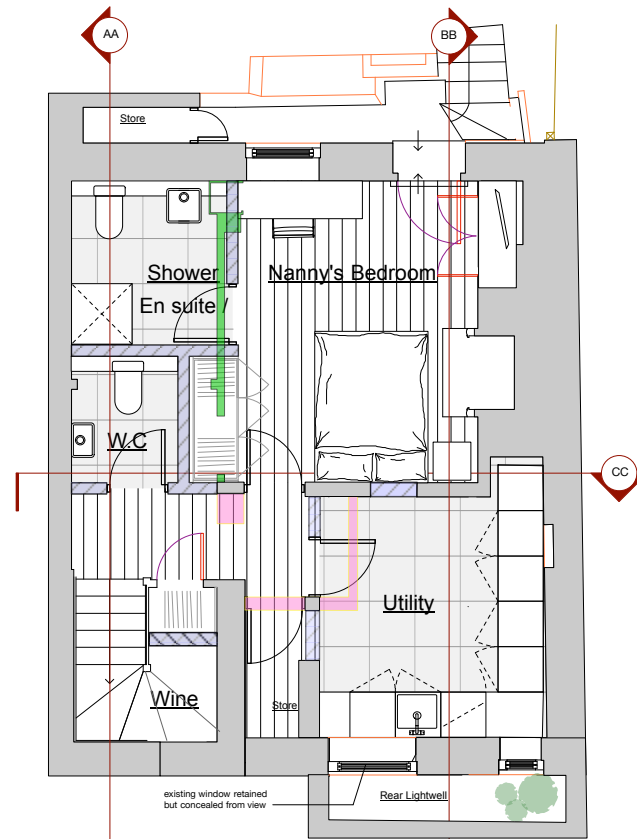 AA
BB
Store
Shower
Nanny's Bedroom
En suite /
W.C
CC
Utility
Wine
Store
existing window retained
but concealed from view
Rear Lightwell